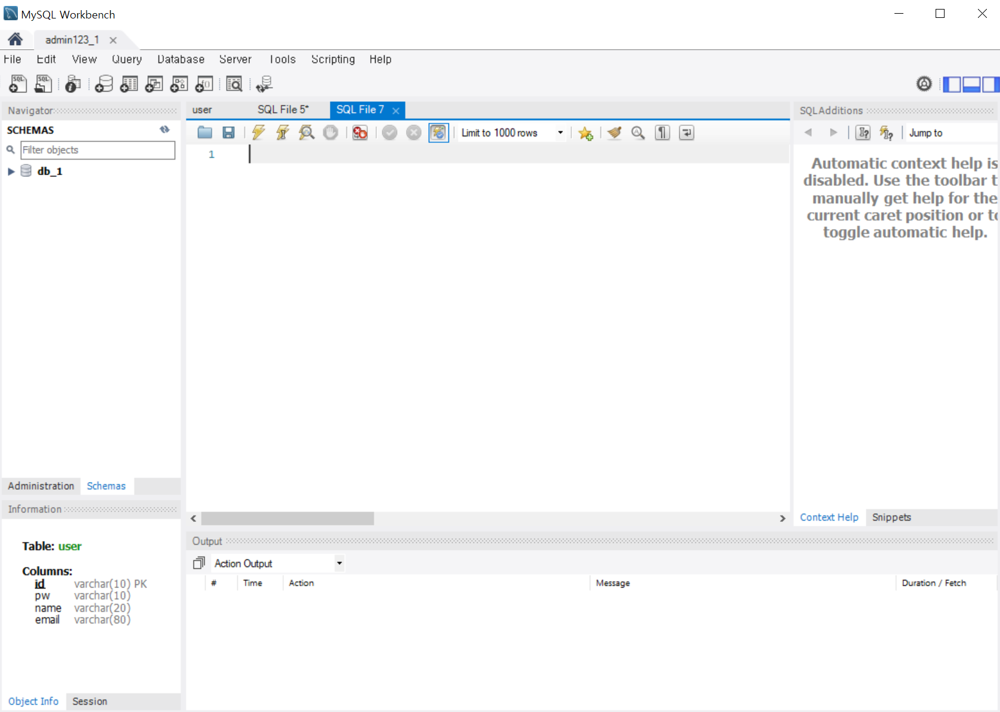 MySQL Workbench
admin123_1
File Edit View Query Database Server Tools Scripting Help
Navigator
SCHEMAS
Filter objects
db_1
Administration Schemas
Information
Table: user
Columns:
id varchar(10) PK
pw varchar(10)
name varchar(20)
email varchar(80)
Object Info Session
user SQL File 5* SQL File 7
Limit to 1000 rows
1
Output
Action Output
# Time Action Message Duration / Fetch
SQLAdditions
Jump to
Automatic context help is
disabled. Use the toolbar t
manually get help for the
current caret position or to
toggle automatic help.
Context Help Snippets